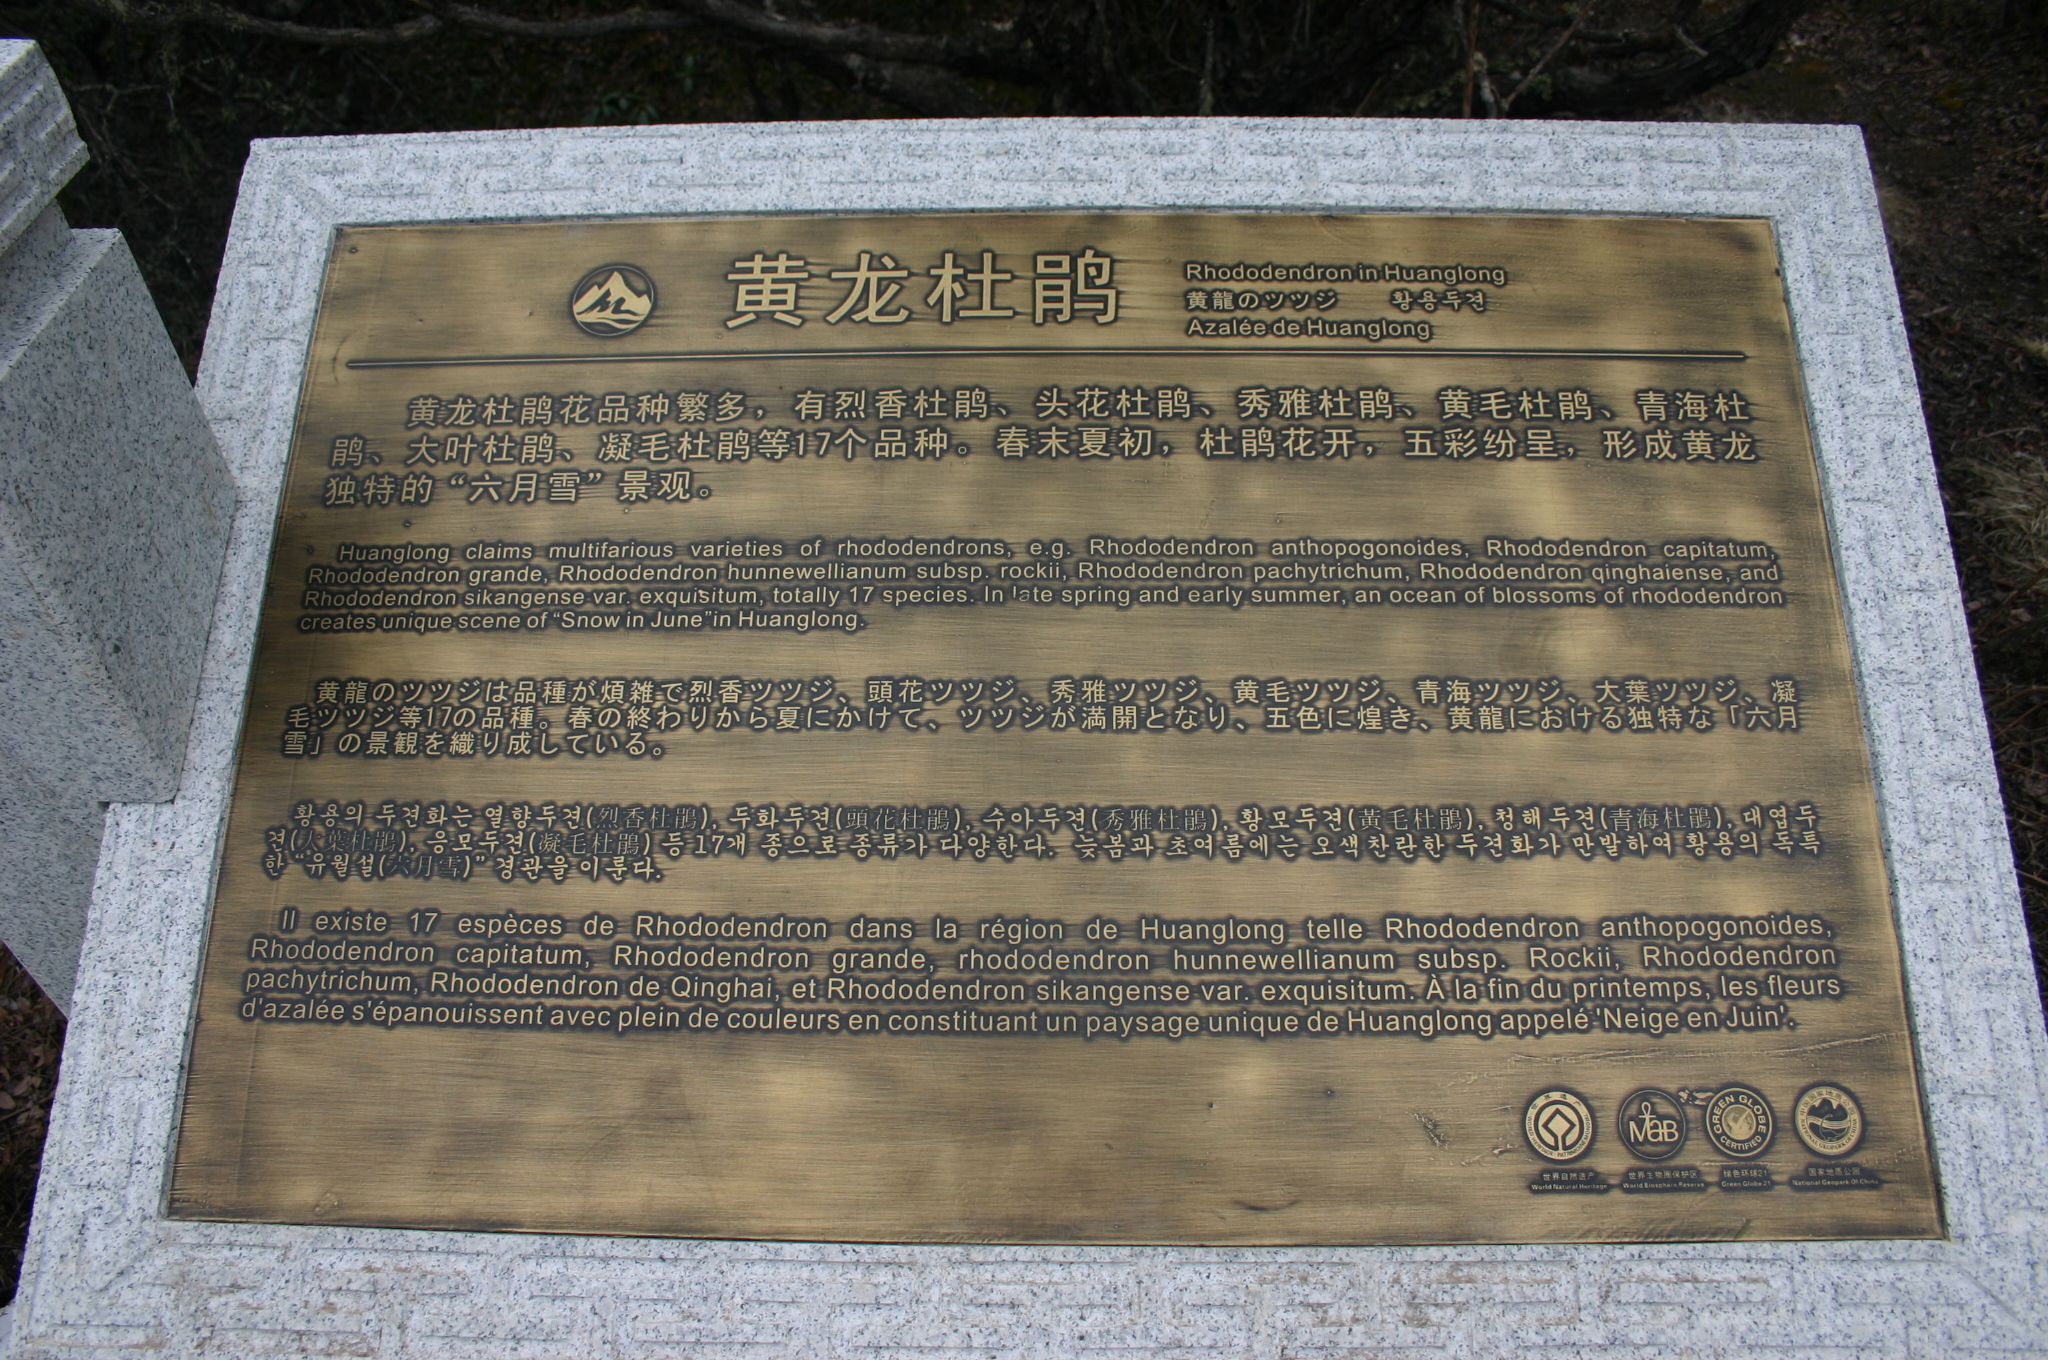 黄龙杜鹃
Rhododendron in Huanglong
黄龍のツツジ 황용두견
Azalée de Huanglong
黄龙杜鹃花品种繁多，有烈香杜鹃、头花杜鹃、秀雅杜鹃、黄毛杜鹃、青海杜
鹃、大叶杜鹃、凝毛杜鹃等17个品种。春末夏初，杜鹃花开，五彩纷呈，形成黄龙
独特的“六月雪”景观。
Huanglong claims multifarious varieties of rhododendrons, e.g. Rhododendron anthopogonoides, Rhododendron capitatum,
Rhododendron grande, Rhododendron hunnewellianum subsp. rockii, Rhododendron pachytrichum, Rhododendron qinghaiense, and
Rhododendron sikangense var. exquisitum, totally 17 species. In late spring and early summer, an ocean of blossoms of rhododendron
creates unique scene of “Snow in June”in Huanglong.
黄龍のツツジは品種が煩雑で烈香ツツジ、頭花ツツジ、秀雅ツツジ、黄毛ツツジ、青海ツツジ、大葉ツツジ、凝
毛ツツジ等17の品種。春の終わりから夏にかけて、ツツジが満開となり、五色に煌き、黄龍における独特な「六月
雪」の景観を織り成している。
황용의 두견화는 열향두견(烈香杜鵑), 두화두견(頭花杜鵑), 수아두견(秀雅杜鵑), 황모두견(黃毛杜鵑), 청해두견(青海杜鵑), 대엽두
견(大葉杜鵑), 응모두견(凝毛杜鵑) 등 17개 종으로 종류가 다양한다. 늦봄과 초여름에는 오색찬란한 두견화가 만발하여 황용의 독특
한 “유월설(六月雪)” 경관을 이룬다.
Il existe 17 espèces de Rhododendron dans la région de Huanglong telle Rhododendron anthopogonoides,
Rhododendron capitatum, Rhododendron grande, rhododendron hunnewellianum subsp. Rockii, Rhododendron
pachytrichum, Rhododendron de Qinghai, et Rhododendron sikangense var. exquisitum. À la fin du printemps, les fleurs
d'azalée s'épanouissent avec plein de couleurs en constituant un paysage unique de Huanglong appelé 'Neige en Juin'.
MaB
GREEN GLOBE
CERTIFIED
世界自然遗产 世界生物圈保护区 绿色环球21 国家地质公园
World Natural Heritage World Biosphere Reserve Green Globe 21 National Geopark Of China